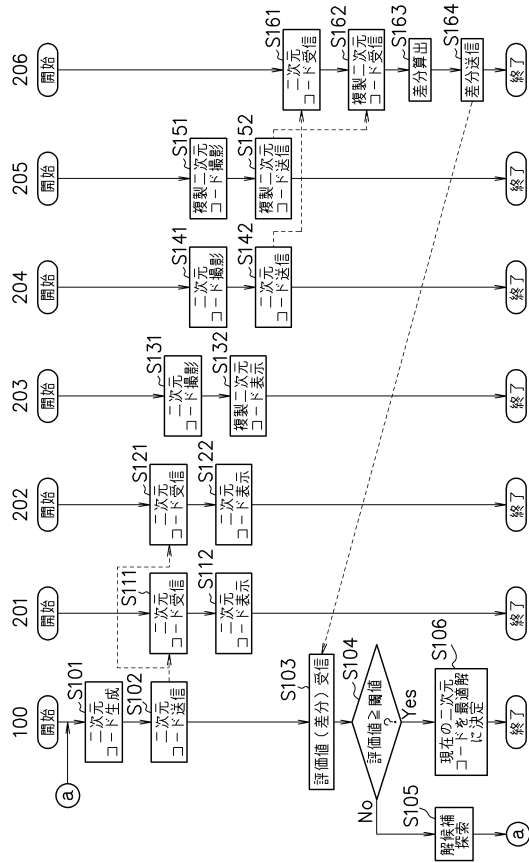 100
開始
a
S101
二次元
コード生成
S102
二次元
コード送信
S103
評価値(差分)受信
S104
評価値≧閾値
?
No
Yes
S105
解候補
探索
a
S106
現在の二次元
コードを最適解
に決定
終了
201
開始
S111
二次元
コード受信
S112
二次元
コード表示
終了
202
開始
S121
二次元
コード受信
S122
二次元
コード表示
終了
203
開始
S131
二次元
コード撮影
S132
複製二次元
コード表示
終了
204
開始
S141
二次元
コード撮影
S142
二次元
コード送信
終了
205
開始
S151
複製二次元
コード撮影
S152
複製二次元
コード送信
終了
206
開始
S161
二次元
コード受信
S162
複製二次元
コード受信
S163
差分算出
S164
差分送信
終了